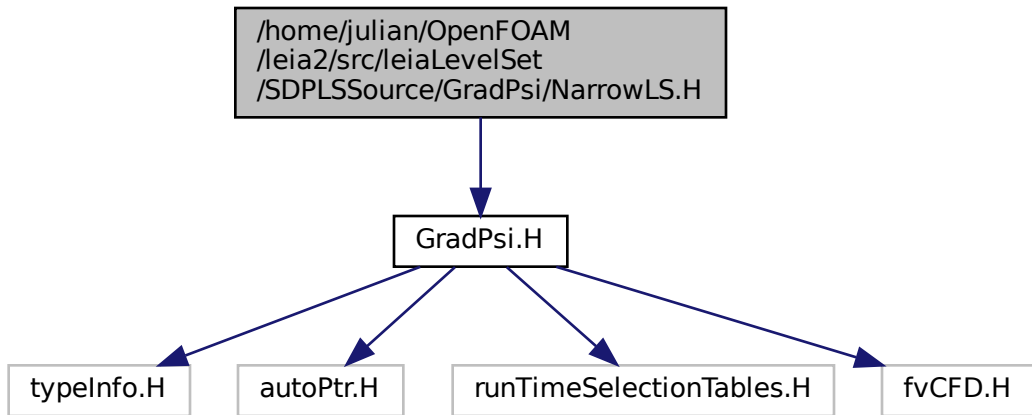 /home/julian/OpenFOAM
/leia2/src/leiaLevelSet
/SDPLSSource/GradPsi/NarrowLS.H
GradPsi.H
typeInfo.H
autoPtr.H
runTimeSelectionTables.H
fvCFD.H